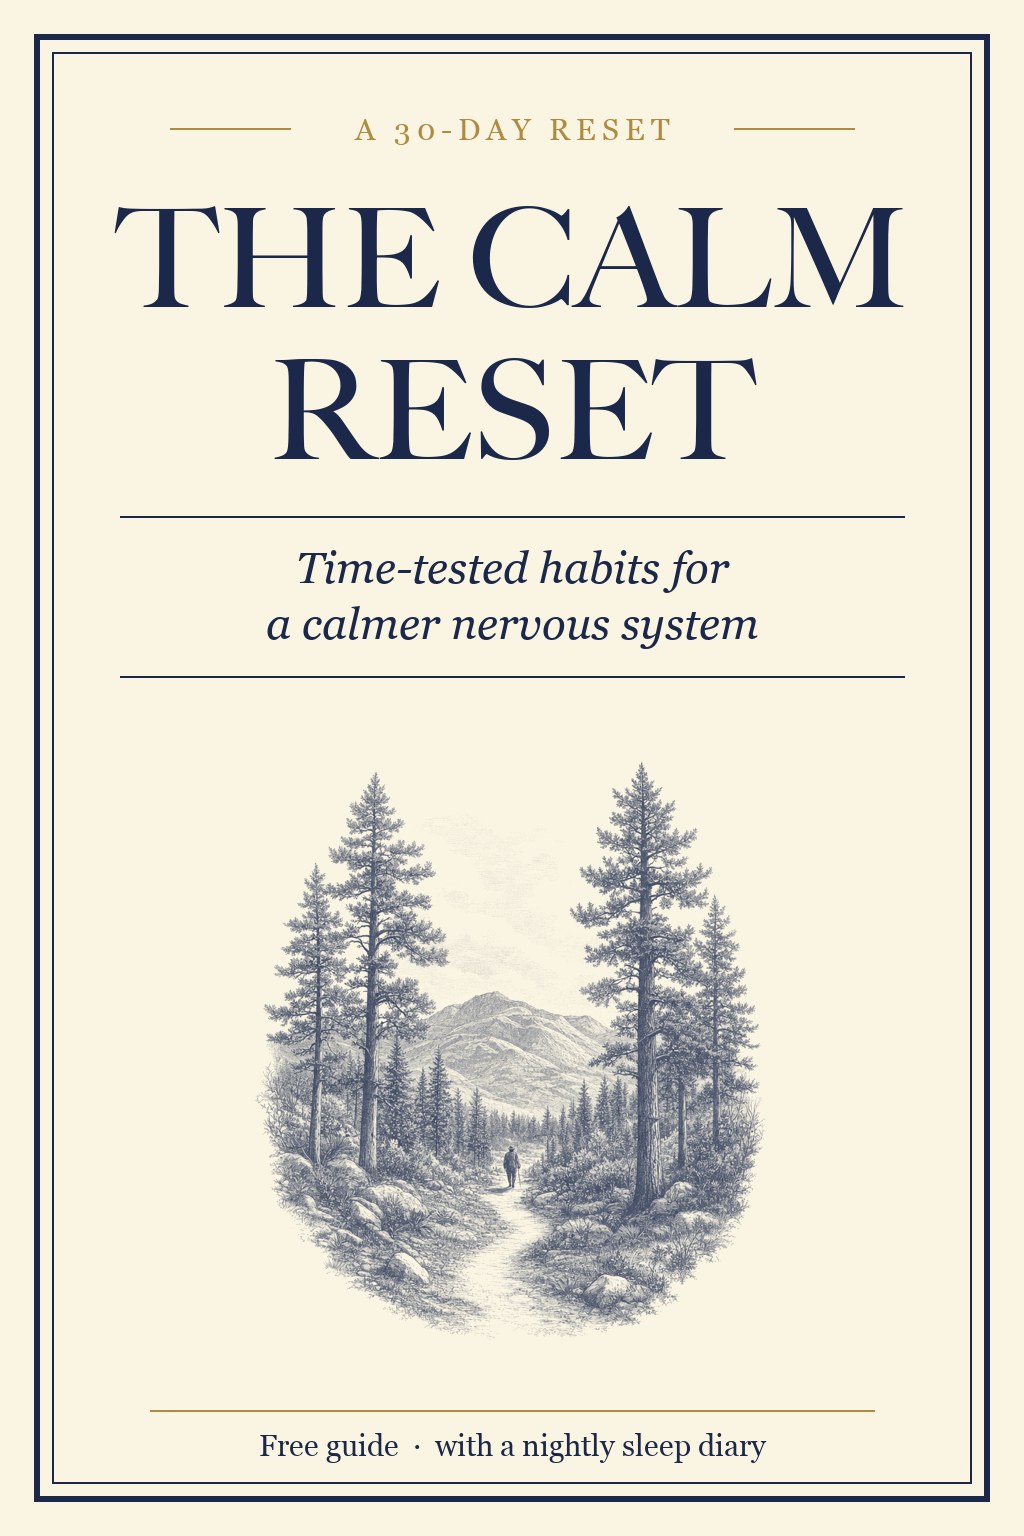 A 30-DAY RESET
THE CALM
RESET
Time-tested habits for
a calmer nervous system
Free guide · with a nightly sleep diary